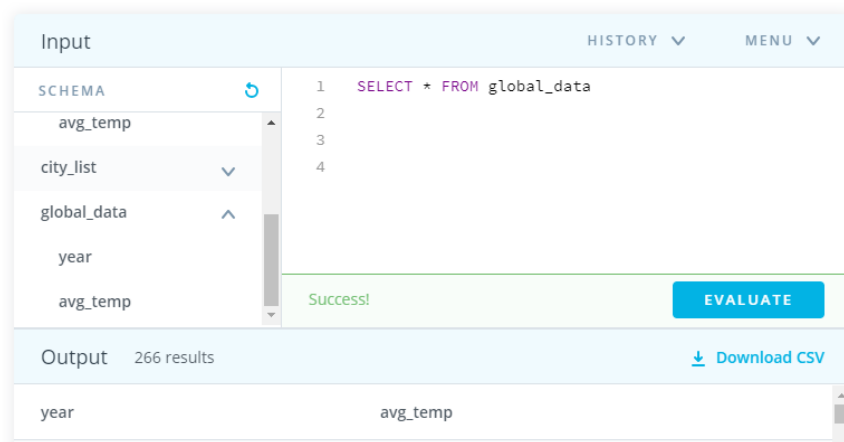 Input
HISTORY
MENU
SCHEMA
avg_temp
city_list
global_data
year
avg_temp
1 SELECT * FROM global_data
2
3
4
Success!
EVALUATE
Output 266 results
Download CSV
year avg_temp